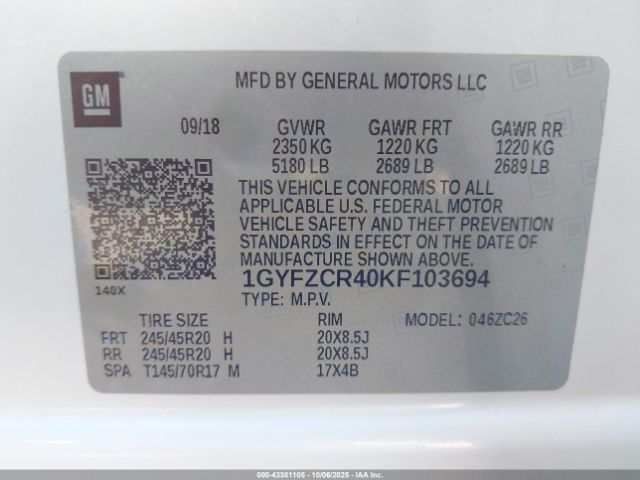 GM
MFD BY GENERAL MOTORS LLC
09/18 GVWR GAWR FRT GAWR RR
2350 KG 1220 KG 1220 KG
5180 LB 2689 LB 2689 LB
THIS VEHICLE CONFORMS TO ALL
APPLICABLE U.S. FEDERAL MOTOR
VEHICLE SAFETY AND THEFT PREVENTION
STANDARDS IN EFFECT ON THE DATE OF
MANUFACTURE SHOWN ABOVE.
140X 1GYFZCR40KF103694
TYPE: M.P.V.
TIRE SIZE RIM MODEL: 046ZC26
FRT 245/45R20 H 20X8.5J
RR 245/45R20 H 20X8.5J
SPA T145/70R17 M 17X4B
000-43381105 - 10/06/2025 - IAA Inc.